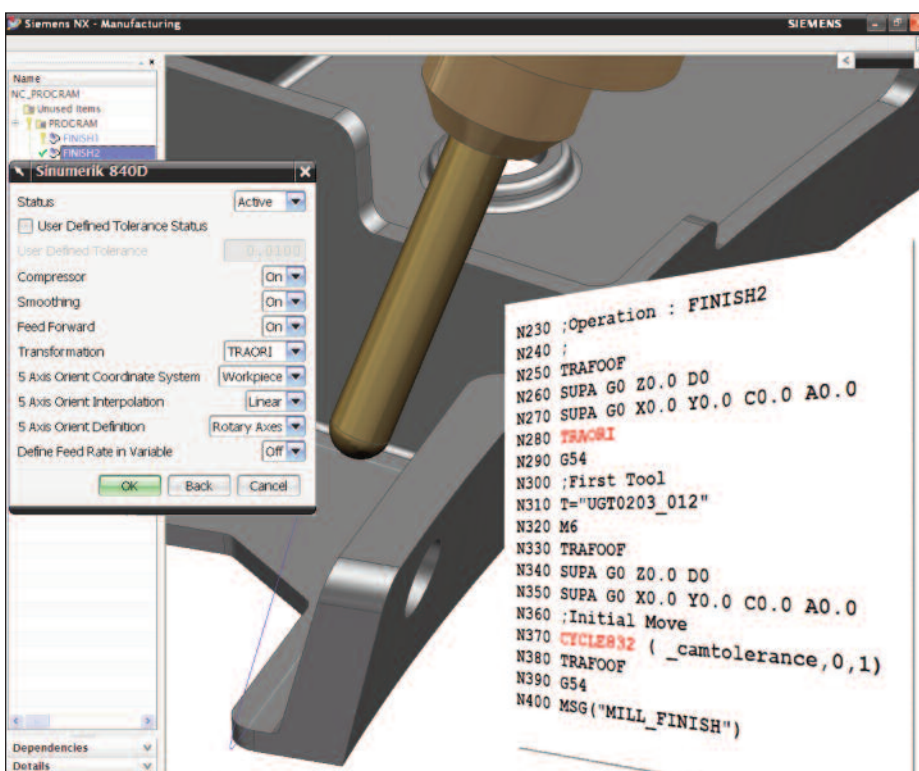 Siemens NX - Manufacturing SIEMENS
Name
NC_PROGRAM
Unused Items
PROGRAM
FINISH1
FINISH2
Sinumerik 840D
Status Active
User Defined Tolerance Status
User Defined Tolerance 0.0100
Compressor On
Smoothing On
Feed Forward On
Transformation TRAORI
5 Axis Orient Coordinate System Workpiece
5 Axis Orient Interpolation Linear
5 Axis Orient Definition Rotary Axes
Define Feed Rate in Variable Off
OK Back Cancel
Dependencies
Details
N230 ;Operation : FINISH2
N240 ;
N250 TRAFOOF
N260 SUPA G0 Z0.0 D0
N270 SUPA G0 X0.0 Y0.0 C0.0 A0.0
N280 TRAORI
N290 G54
N300 ;First Tool
N310 T="UGT0203_012"
N320 M6
N330 TRAFOOF
N340 SUPA G0 Z0.0 D0
N350 SUPA G0 X0.0 Y0.0 C0.0 A0.0
N360 ;Initial Move
N370 CYCLE832 ( _camtolerance,0,1)
N380 TRAFOOF
N390 G54
N400 MSG("MILL_FINISH")